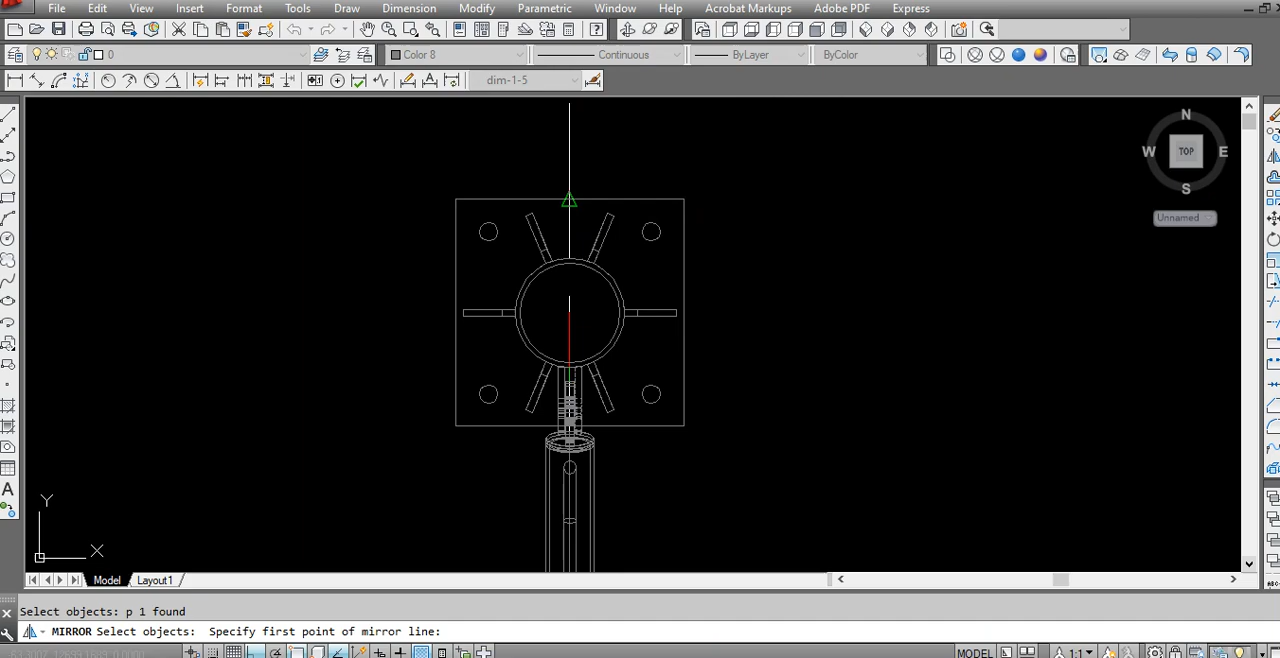 File Edit View Insert Format Tools Draw Dimension Modify Parametric Window Help Acrobat Markups Adobe PDF Express
0 Color 8 Continuous ByLayer ByColor
dim-1-5
N
W TOP E
S
Unnamed
A
Y
X
Model Layout1
Select objects: p 1 found
MIRROR Select objects: Specify first point of mirror line:
MODEL 1:1